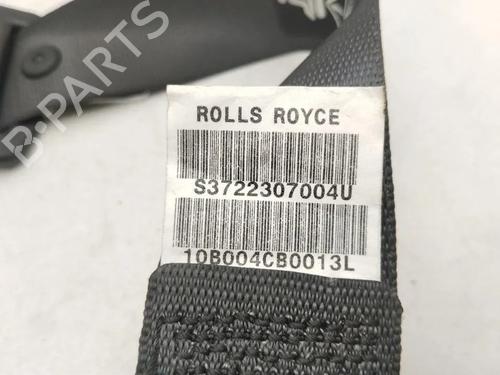 ROLLS ROYCE
S3722307004U
10B004CB0013L
B-PARTS